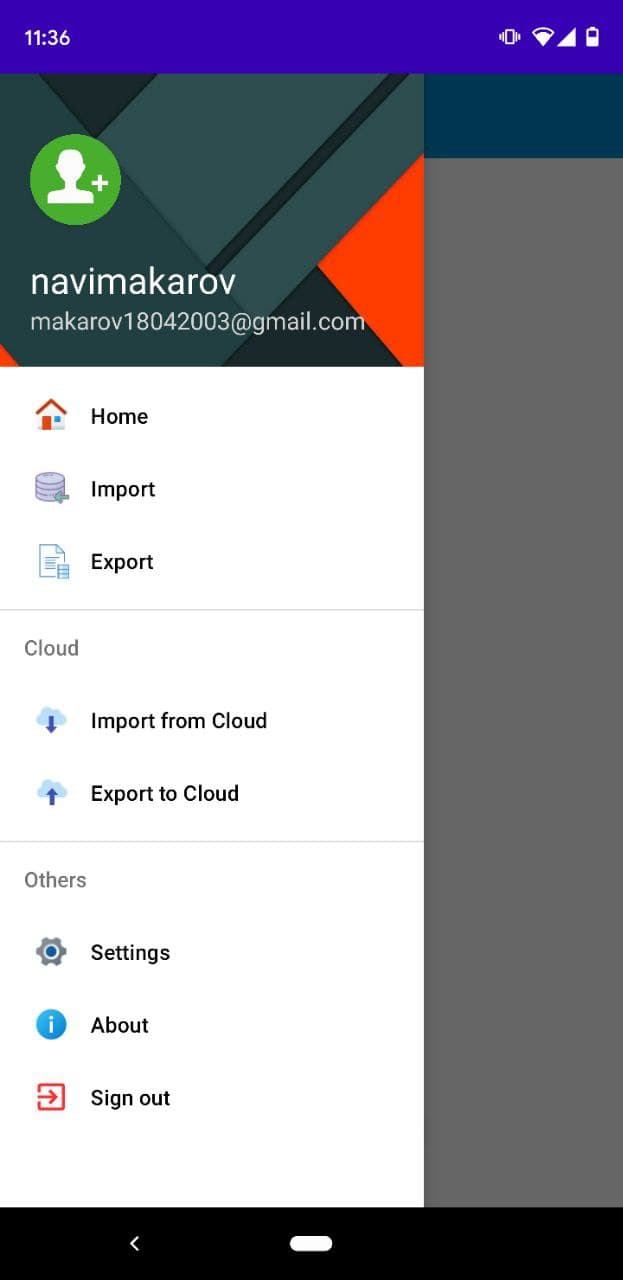 11:36
navimakarov
makarov18042003@gmail.com
Home
Import
Export
Cloud
Import from Cloud
Export to Cloud
Others
Settings
About
Sign out